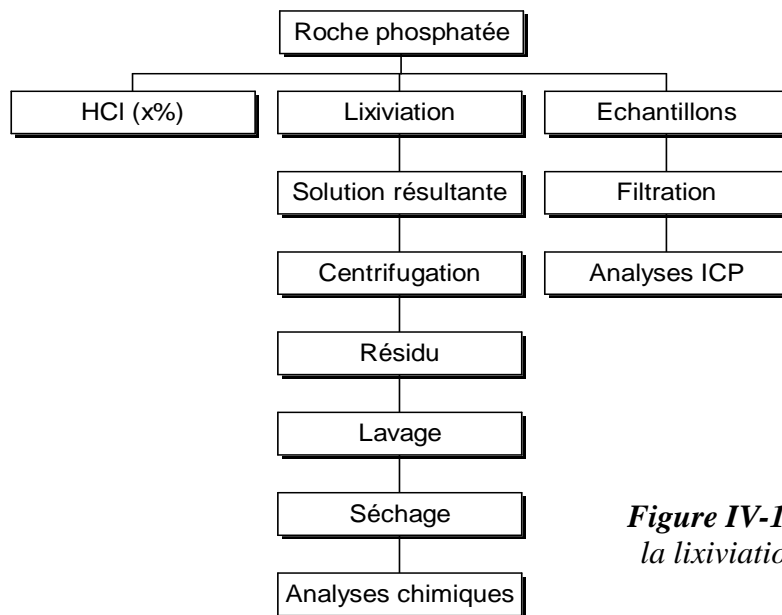 Roche phosphatée
HCl (x%)
Lixiviation
Echantillons
Solution résultante
Filtration
Centrifugation
Analyses ICP
Résidu
Lavage
Séchage
Analyses chimiques
Figure IV-1
la lixiviatio